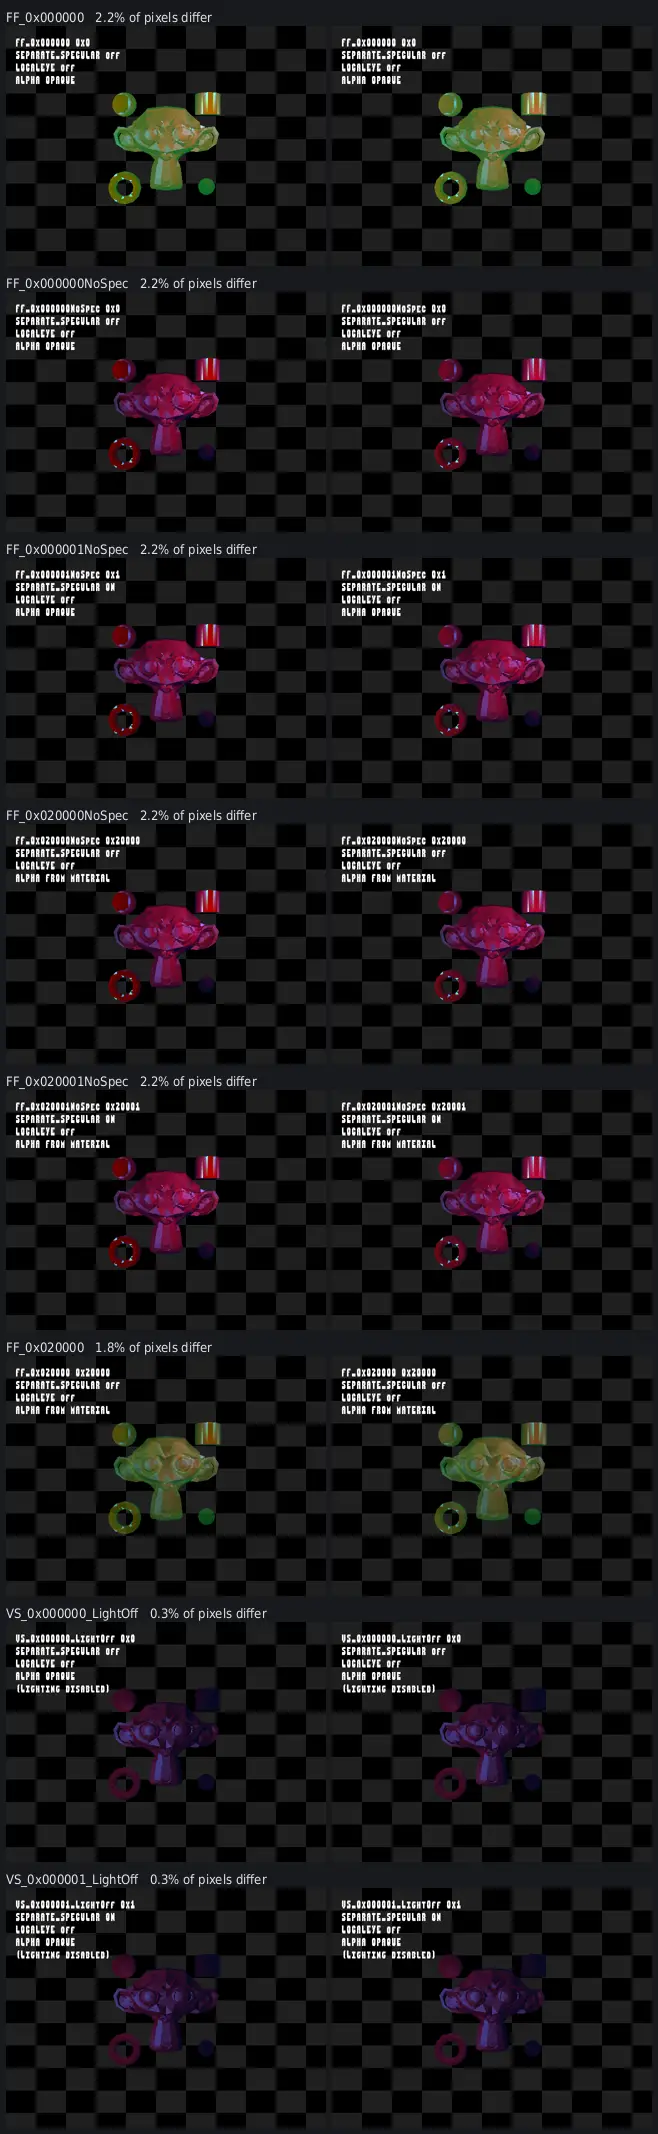 FF_0x000000 2.2% of pixels differ
FF_0x000000 0x0
SEPARATE_SPECULAR OFF
LOCALEYE OFF
ALPHA OPAQUE
FF_0x000000 0x0
SEPARATE_SPECULAR OFF
LOCALEYE OFF
ALPHA OPAQUE
FF_0x000000NoSpec 2.2% of pixels differ
FF_0x000000NoSpec 0x0
SEPARATE_SPECULAR OFF
LOCALEYE OFF
ALPHA OPAQUE
FF_0x000000NoSpec 0x0
SEPARATE_SPECULAR OFF
LOCALEYE OFF
ALPHA OPAQUE
FF_0x000001NoSpec 2.2% of pixels differ
FF_0x000001NoSpec 0x1
SEPARATE_SPECULAR ON
LOCALEYE OFF
ALPHA OPAQUE
FF_0x000001NoSpec 0x1
SEPARATE_SPECULAR ON
LOCALEYE OFF
ALPHA OPAQUE
FF_0x020000NoSpec 2.2% of pixels differ
FF_0x020000NoSpec 0x20000
SEPARATE_SPECULAR OFF
LOCALEYE OFF
ALPHA FROM MATERIAL
FF_0x020000NoSpec 0x20000
SEPARATE_SPECULAR OFF
LOCALEYE OFF
ALPHA FROM MATERIAL
FF_0x020001NoSpec 2.2% of pixels differ
FF_0x020001NoSpec 0x20001
SEPARATE_SPECULAR ON
LOCALEYE OFF
ALPHA FROM MATERIAL
FF_0x020001NoSpec 0x20001
SEPARATE_SPECULAR ON
LOCALEYE OFF
ALPHA FROM MATERIAL
FF_0x020000 1.8% of pixels differ
FF_0x020000 0x20000
SEPARATE_SPECULAR OFF
LOCALEYE OFF
ALPHA FROM MATERIAL
FF_0x020000 0x20000
SEPARATE_SPECULAR OFF
LOCALEYE OFF
ALPHA FROM MATERIAL
VS_0x000000_LightOff 0.3% of pixels differ
VS_0x000000_LightOff 0x0
SEPARATE_SPECULAR OFF
LOCALEYE OFF
ALPHA OPAQUE
(LIGHTING DISABLED)
VS_0x000000_LightOff 0x0
SEPARATE_SPECULAR OFF
LOCALEYE OFF
ALPHA OPAQUE
(LIGHTING DISABLED)
VS_0x000001_LightOff 0.3% of pixels differ
VS_0x000001_LightOff 0x1
SEPARATE_SPECULAR ON
LOCALEYE OFF
ALPHA OPAQUE
(LIGHTING DISABLED)
VS_0x000001_LightOff 0x1
SEPARATE_SPECULAR ON
LOCALEYE OFF
ALPHA OPAQUE
(LIGHTING DISABLED)